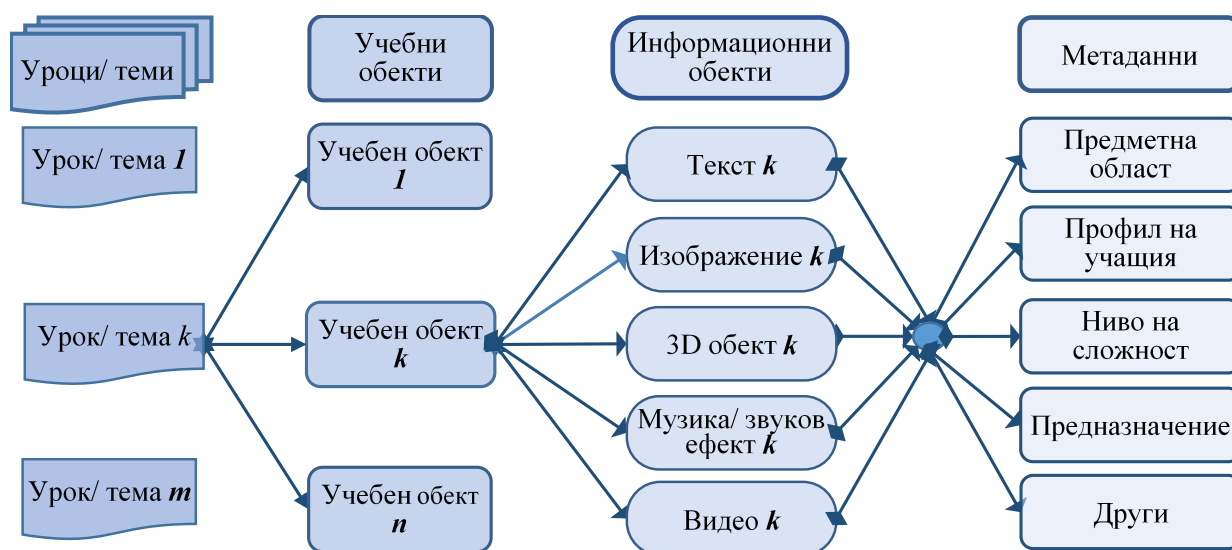 Уроци/ теми
Учебни
обекти
Информационни
обекти
Метаданни
Урок/ тема 1
Учебен обект
1
Текст k
Предметна
област
Изображение k
Профил на
учащия
Урок/ тема k
Учебен обект
k
3D обект k
Ниво на
сложност
Музика/ звуков
ефект k
Предназначение
Урок/ тема m
Учебен обект
n
Видео k
Други